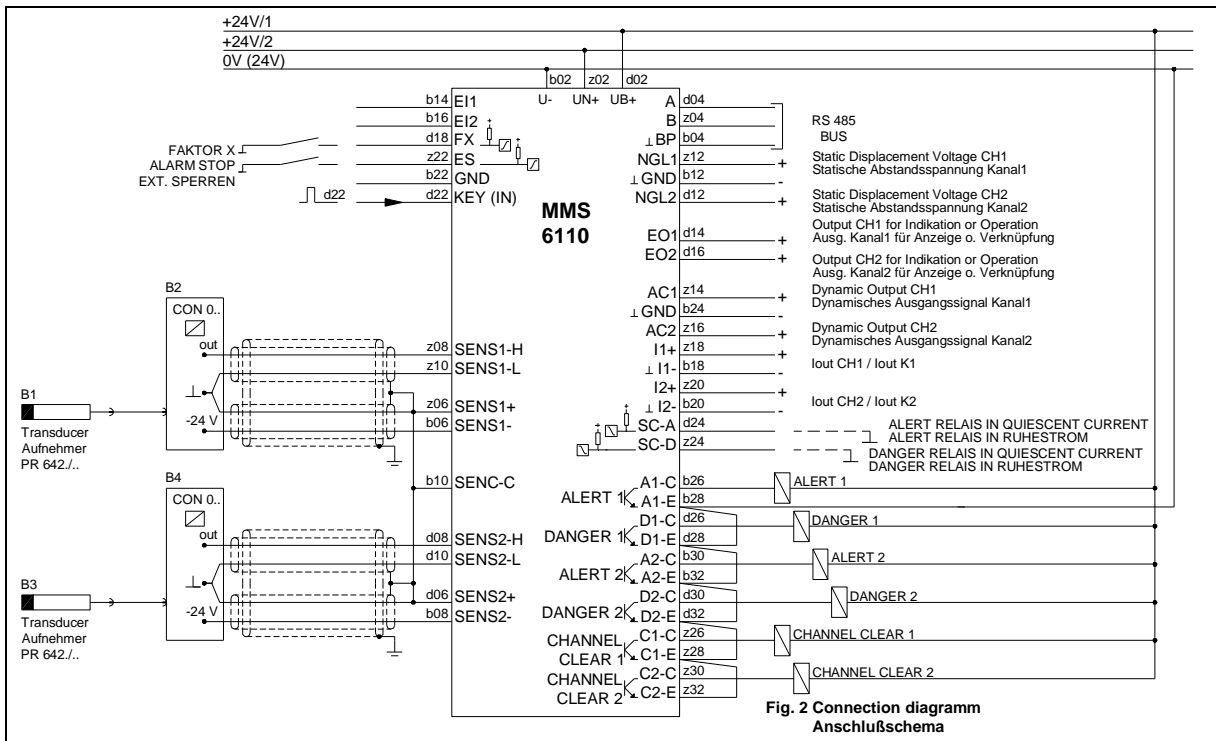 +24V/1
+24V/2
0V (24V)
b02 z02 d02
U- UN+ UB+
MMS
6110
b14 EI1
b16 EI2
d18 FX
z22 ES
b22 GND
d22 KEY (IN)
FAKTOR X
ALARM STOP
EXT. SPERREN
d22
B2
CON 0..
out
⊥
-24 V
z08 SENS1-H
z10 SENS1-L
z06 SENS1+
b06 SENS1-
B1
Transducer
Aufnehmer
PR 642./..
b10 SENC-C
B4
CON 0..
out
⊥
-24 V
d08 SENS2-H
d10 SENS2-L
d06 SENS2+
b08 SENS2-
B3
Transducer
Aufnehmer
PR 642./..
A d04
B z04
⊥ BP b04
RS 485
BUS
NGL1 z12 +
⊥ GND b12 -
NGL2 d12 +
Static Displacement Voltage CH1
Statische Abstandsspannung Kanal1
Static Displacement Voltage CH2
Statische Abstandsspannung Kanal2
EO1 d14 +
EO2 d16 +
Output CH1 for Indikation or Operation
Ausg. Kanal1 für Anzeige o. Verknüpfung
Output CH2 for Indikation or Operation
Ausg. Kanal2 für Anzeige o. Verknüpfung
AC1 z14 +
⊥ GND b24 -
AC2 z16 +
Dynamic Output CH1
Dynamisches Ausgangssignal Kanal1
Dynamic Output CH2
Dynamisches Ausgangssignal Kanal2
I1+ z18 +
⊥ I1- b18 -
Iout CH1 / Iout K1
I2+ z20 +
⊥ I2- b20 -
Iout CH2 / Iout K2
SC-A d24
SC-D z24
ALERT RELAIS IN QUIESCENT CURRENT
ALERT RELAIS IN RUHESTROM
DANGER RELAIS IN QUIESCENT CURRENT
DANGER RELAIS IN RUHESTROM
ALERT 1
A1-C b26
A1-E b28
ALERT 1
DANGER 1
D1-C d26
D1-E d28
DANGER 1
ALERT 2
A2-C b30
A2-E b32
ALERT 2
DANGER 2
D2-C d30
D2-E d32
DANGER 2
CHANNEL
CLEAR 1
C1-C z26
C1-E z28
CHANNEL CLEAR 1
CHANNEL
CLEAR 2
C2-C z30
C2-E z32
CHANNEL CLEAR 2
Fig. 2 Connection diagramm
Anschlußschema